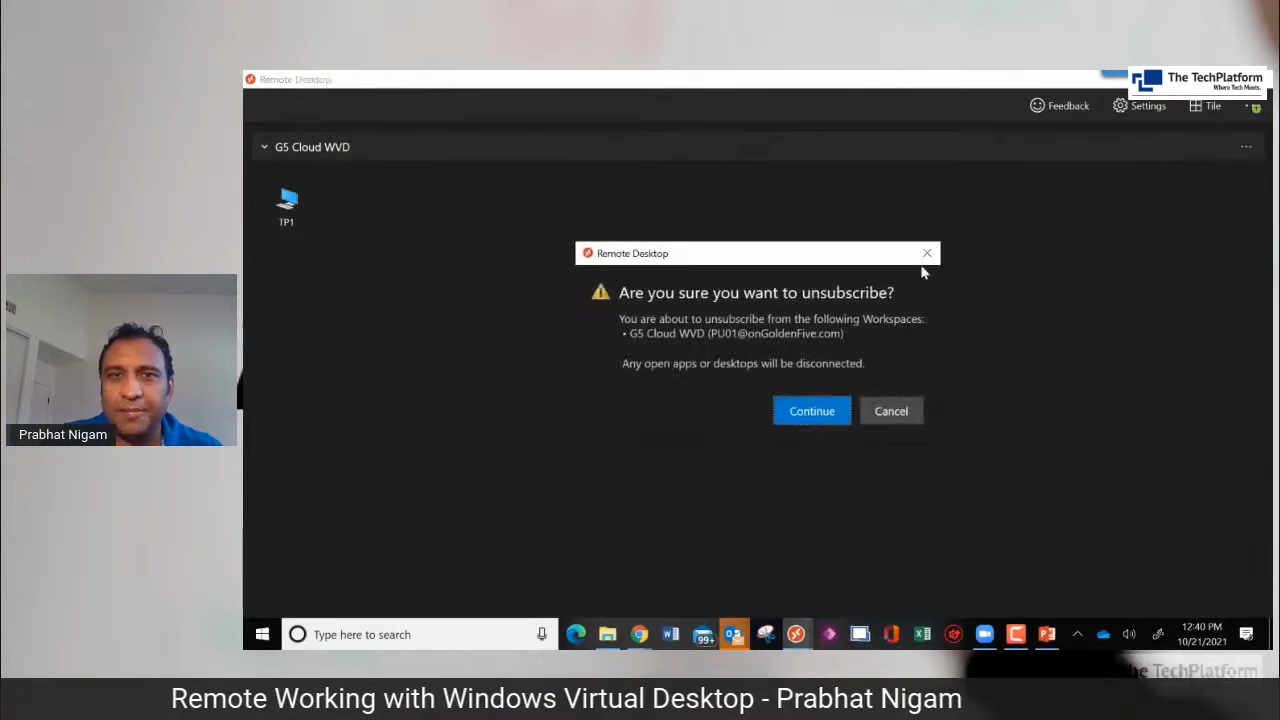 Remote Desktop
The TechPlatform
Where Tech Meets.
Feedback
Settings
Tile
G5 Cloud WVD
TP1
Remote Desktop
Are you sure you want to unsubscribe?
You are about to unsubscribe from the following Workspaces:
• G5 Cloud WVD (PU01@onGoldenFive.com)
Any open apps or desktops will be disconnected.
Continue
Cancel
Prabhat Nigam
Type here to search
99+
12:40 PM
10/21/2021
The TechPlatform
Remote Working with Windows Virtual Desktop - Prabhat Nigam